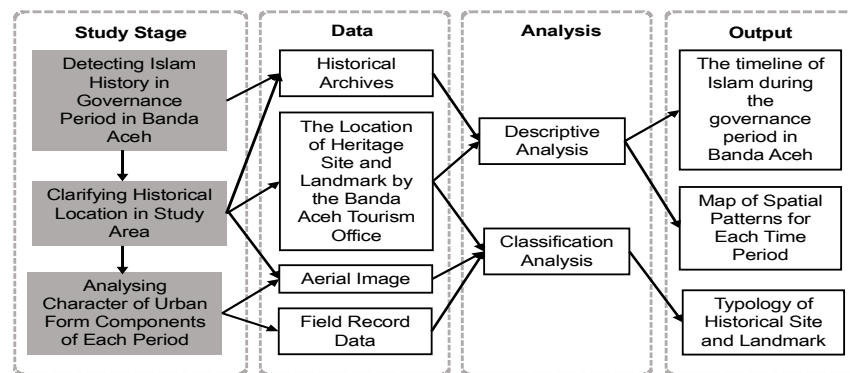 Study Stage
Detecting Islam
History in
Governance
Period in Banda
Aceh
Clarifying Historical
Location in Study
Area
Analysing
Character of Urban
Form Components
of Each Period
Data
Historical
Archives
The Location
of Heritage
Site and
Landmark by
the Banda
Aceh Tourism
Office
Aerial Image
Field Record
Data
Analysis
Descriptive
Analysis
Classification
Analysis
Output
The timeline of
Islam during
the
governance
period in
Banda Aceh
Map of Spatial
Patterns for
Each Time
Period
Typology of
Historical Site
and Landmark